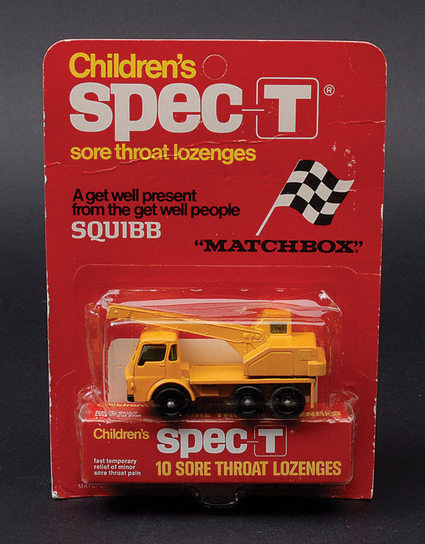 Children's
spec-T®
sore throat lozenges
A get well present
from the get well people
SQUIBB
"MATCHBOX"®
Children's
spec-T
fast temporary
relief of minor
sore throat pain
10 SORE THROAT LOZENGES